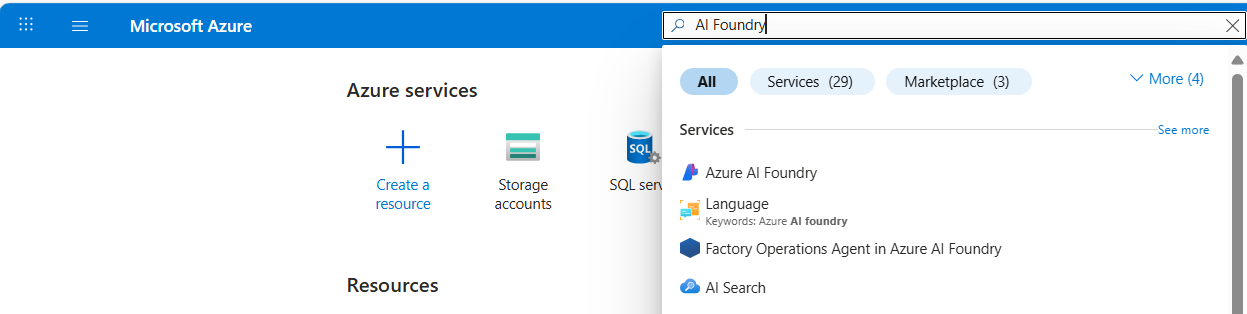 Microsoft Azure
AI Foundry
All
Services (29)
Marketplace (3)
More (4)
Azure services
Create a
resource
Storage
accounts
SQL
SQL serv
Services
See more
Azure AI Foundry
Language
Keywords: Azure AI foundry
Factory Operations Agent in Azure AI Foundry
AI Search
Resources